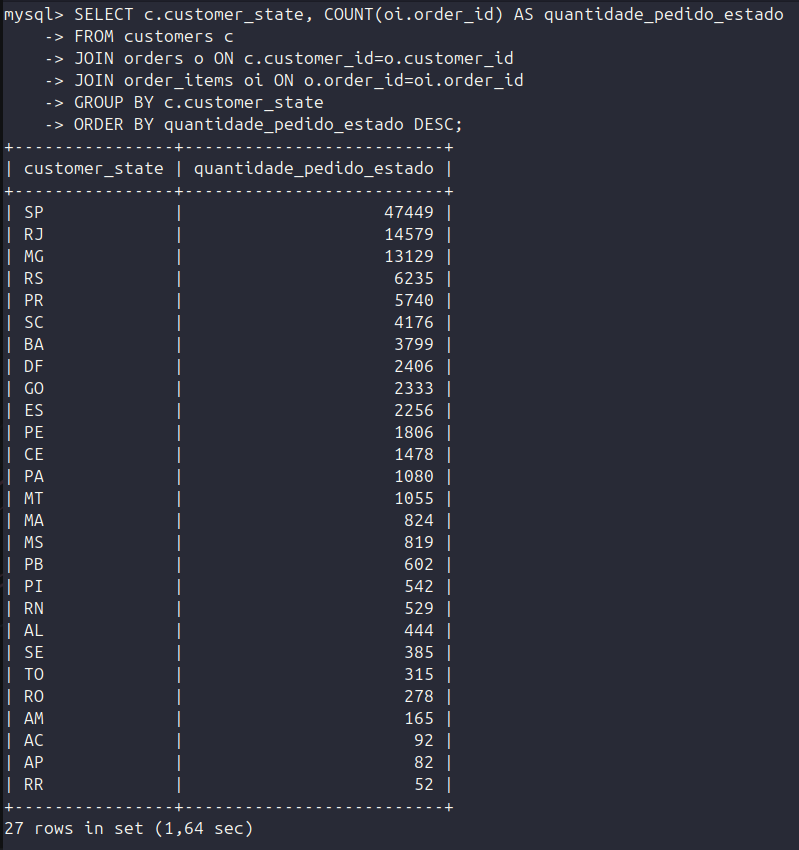 mysql> SELECT c.customer_state, COUNT(oi.order_id) AS quantidade_pedido_estado
    -> FROM customers c
    -> JOIN orders o ON c.customer_id=o.customer_id
    -> JOIN order_items oi ON o.order_id=oi.order_id
    -> GROUP BY c.customer_state
    -> ORDER BY quantidade_pedido_estado DESC;
+----------------+--------------------------+
| customer_state | quantidade_pedido_estado |
+----------------+--------------------------+
| SP             |                    47449 |
| RJ             |                    14579 |
| MG             |                    13129 |
| RS             |                     6235 |
| PR             |                     5740 |
| SC             |                     4176 |
| BA             |                     3799 |
| DF             |                     2406 |
| GO             |                     2333 |
| ES             |                     2256 |
| PE             |                     1806 |
| CE             |                     1478 |
| PA             |                     1080 |
| MT             |                     1055 |
| MA             |                      824 |
| MS             |                      819 |
| PB             |                      602 |
| PI             |                      542 |
| RN             |                      529 |
| AL             |                      444 |
| SE             |                      385 |
| TO             |                      315 |
| RO             |                      278 |
| AM             |                      165 |
| AC             |                       92 |
| AP             |                       82 |
| RR             |                       52 |
+----------------+--------------------------+
27 rows in set (1,64 sec)